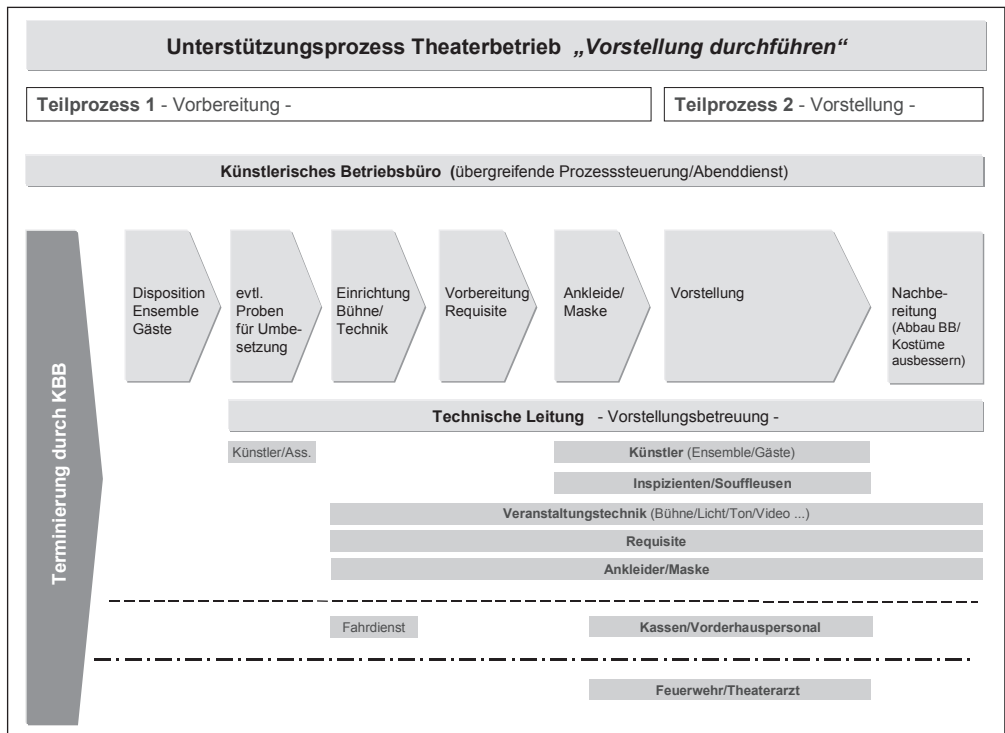 Unterstützungsprozess Theaterbetrieb „Vorstellung durchführen“
Teilprozess 1 - Vorbereitung -
Teilprozess 2 - Vorstellung -
Künstlerisches Betriebsbüro (übergreifende Prozesssteuerung/Abenddienst)
Terminierung durch KBB
Disposition
Ensemble
Gäste
evtl.
Proben
für Umbe-
setzung
Einrichtung
Bühne/
Technik
Vorbereitung
Requisite
Ankleide/
Maske
Vorstellung
Nachbe-
reitung
(Abbau BB/
Kostüme
ausbessern)
Technische Leitung - Vorstellungsbetreuung -
Künstler/Ass.
Künstler (Ensemble/Gäste)
Inspizienten/Souffleusen
Veranstaltungstechnik (Bühne/Licht/Ton/Video ...)
Requisite
Ankleider/Maske
Fahrdienst
Kassen/Vorderhauspersonal
Feuerwehr/Theaterarzt